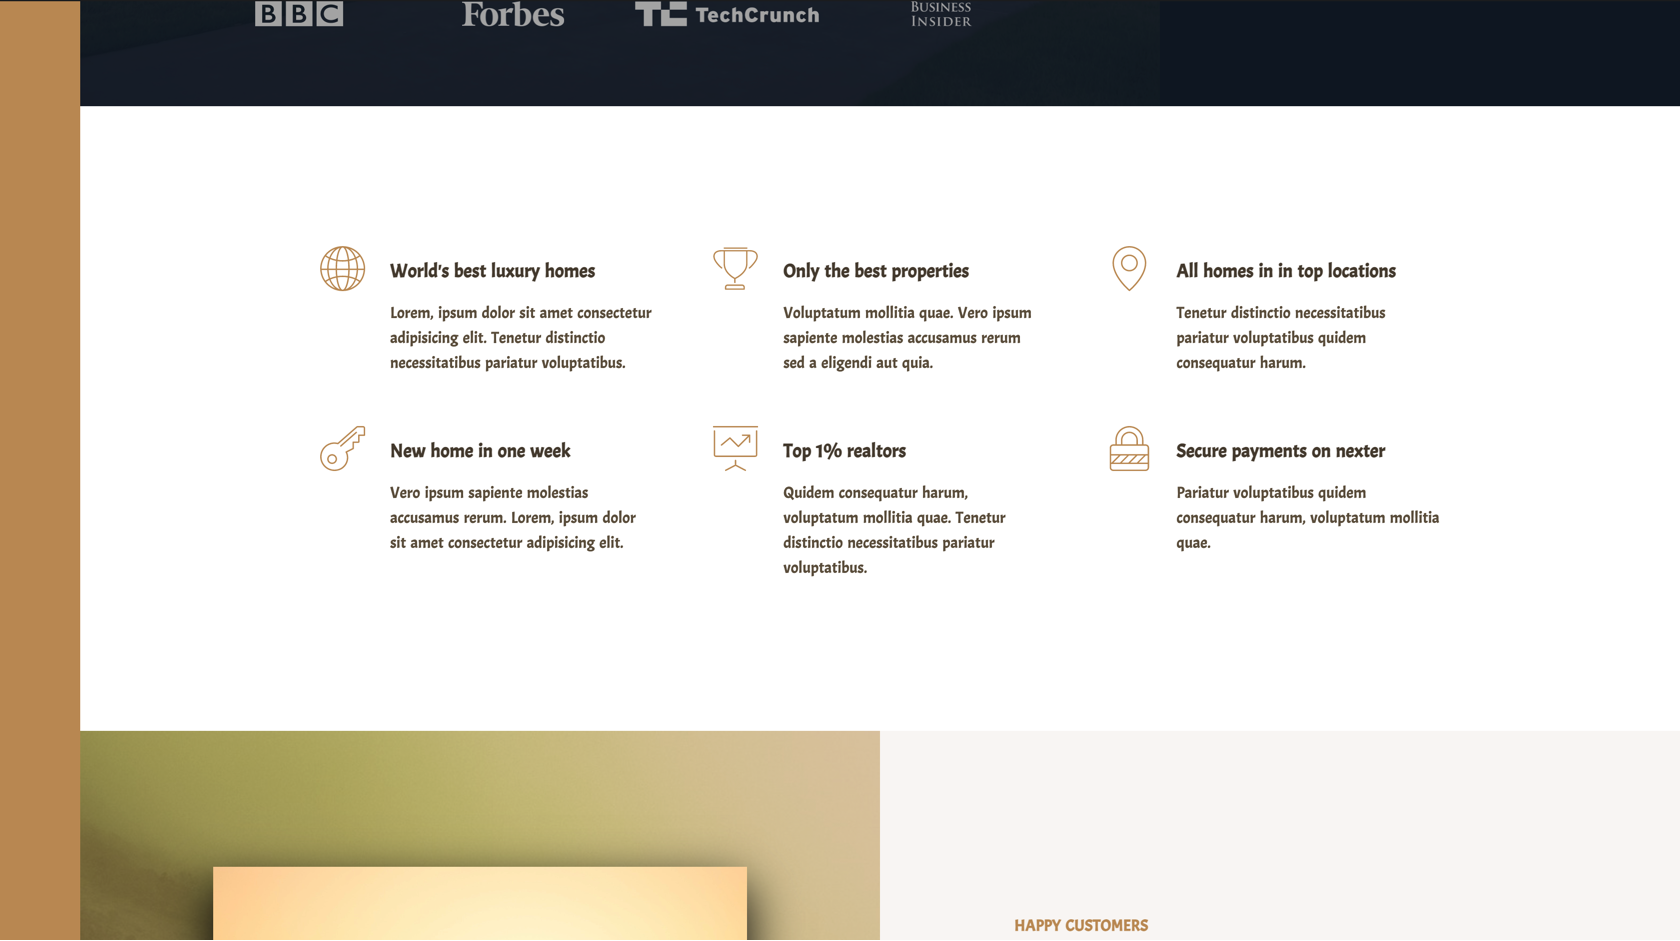 BBC
Forbes
TC TechCrunch
BUSINESS
INSIDER
World's best luxury homes
Lorem, ipsum dolor sit amet consectetur
adipisicing elit. Tenetur distinctio
necessitatibus pariatur voluptatibus.
Only the best properties
Voluptatum mollitia quae. Vero ipsum
sapiente molestias accusamus rerum
sed a eligendi aut quia.
All homes in in top locations
Tenetur distinctio necessitatibus
pariatur voluptatibus quidem
consequatur harum.
New home in one week
Vero ipsum sapiente molestias
accusamus rerum. Lorem, ipsum dolor
sit amet consectetur adipisicing elit.
Top 1% realtors
Quidem consequatur harum,
voluptatum mollitia quae. Tenetur
distinctio necessitatibus pariatur
voluptatibus.
Secure payments on nexter
Pariatur voluptatibus quidem
consequatur harum, voluptatum mollitia
quae.
HAPPY CUSTOMERS